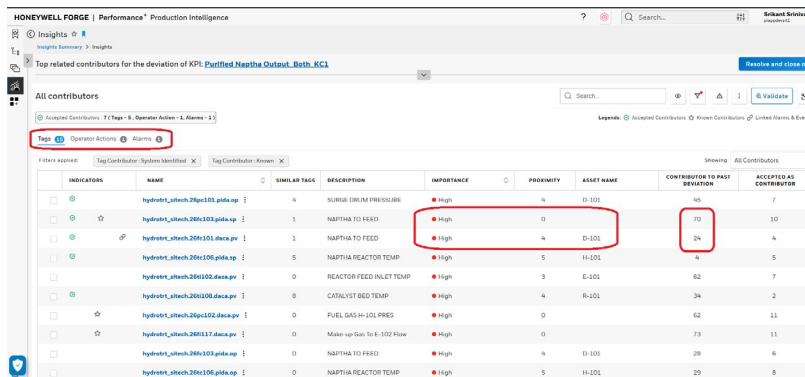 HONEYWELL FORGE | Performance+ Production Intelligence
? Search... Srikant Sriniva
Insights
Insights Summary > Insights
Top related contributors for the deviation of KPI: Purified Naptha Output_Both_KC1
Resolve and close o
All contributors
Search... Validate
Accepted Contributors : 7 ( Tags - 5 , Operator Action - 1, Alarms - 1 )
Legends: Accepted Contributors Known Contributors Linked Alarms & Eve
Tags Operator Actions Alarms
Filters applied: Tag Contributor : System Identified X Tag Contributor : Known X
Showing All Contributors
INDICATORS NAME SIMILAR TAGS DESCRIPTION IMPORTANCE PROXIMITY ASSET NAME CONTRIBUTOR TO PAST DEVIATION ACCEPTED AS CONTRIBUTOR
hydrotrt_sitech.26pc101.pida.op 4 SURGE DRUM PRESSURE High 4 D-101 45 7
hydrotrt_sitech.26fc103.pida.sp 1 NAPTHA TO FEED High 0 70 10
hydrotrt_sitech.26fc101.daca.pv 1 NAPTHA TO FEED High 4 D-101 24 4
hydrotrt_sitech.26tc106.pida.sp 5 NAPTHA REACTOR TEMP High 5 H-101 4 5
hydrotrt_sitech.26ti102.daca.pv 0 REACTOR FEED INLET TEMP High 3 E-101 62 7
hydrotrt_sitech.26ti108.daca.pv 8 CATALYST BED TEMP High 4 R-101 34 2
hydrotrt_sitech.26pc102.daca.pv 0 FUEL GAS H-101 PRES High 0 62 11
hydrotrt_sitech.26fi117.daca.pv 0 Make-up Gas To E-102 Flow High 0 73 11
hydrotrt_sitech.26fc103.pida.op 0 NAPTHA TO FEED High 4 D-101 28 6
hydrotrt_sitech.26tc106.pida.op 0 NAPTHA REACTOR TEMP High 5 H-101 29 8